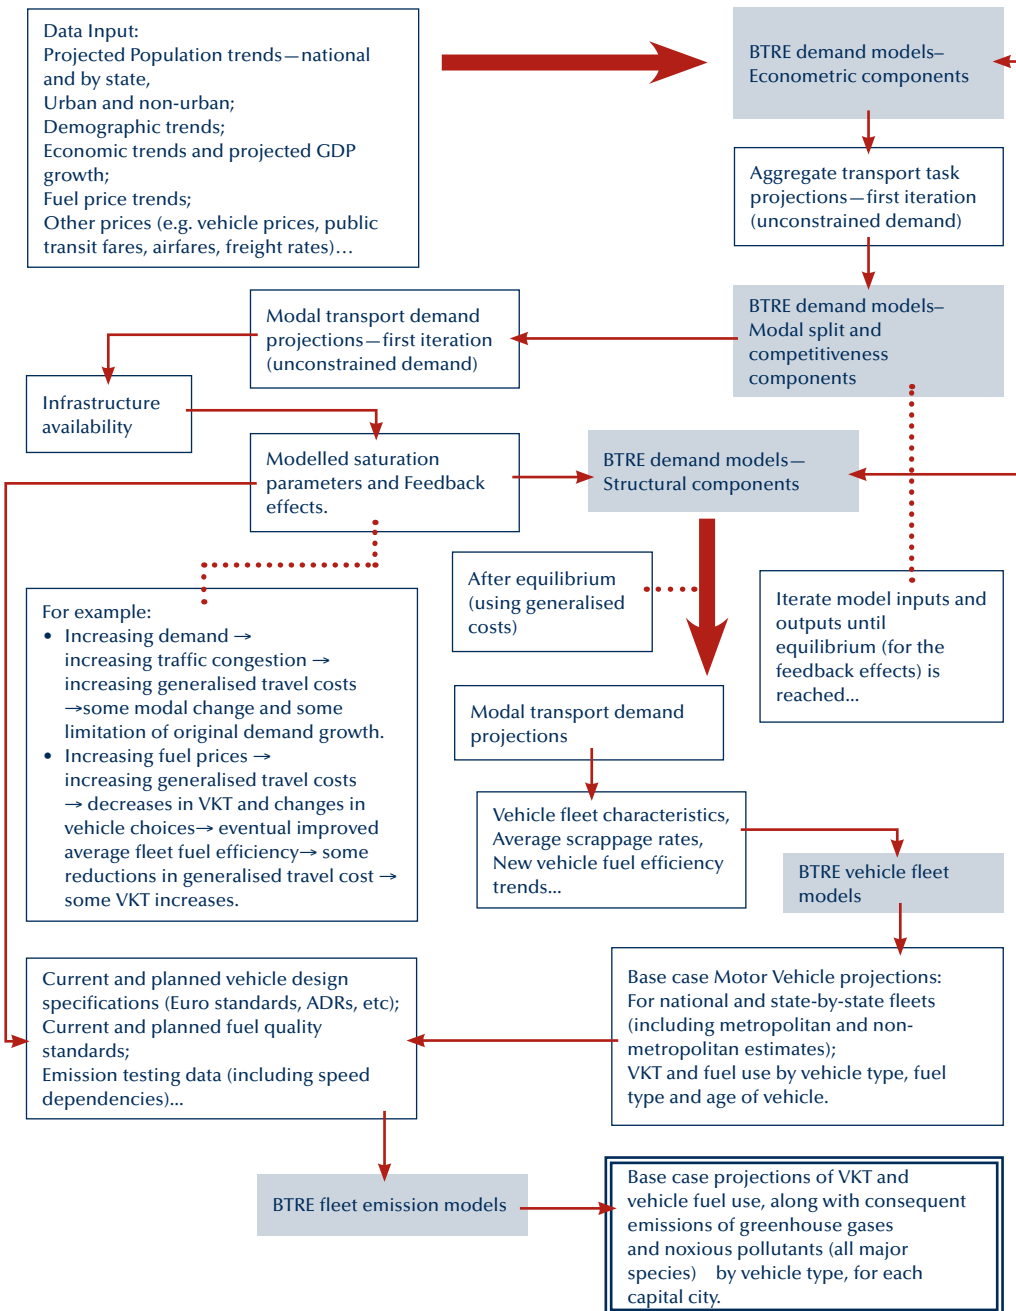 Data Input:
Projected Population trends—national
and by state,
Urban and non-urban;
Demographic trends;
Economic trends and projected GDP
growth;
Fuel price trends;
Other prices (e.g. vehicle prices, public
transit fares, airfares, freight rates)…
BTRE demand models–
Econometric components
Aggregate transport task
projections—first iteration
(unconstrained demand)
BTRE demand models–
Modal split and
competitiveness
components
Modal transport demand
projections—first iteration
(unconstrained demand)
Infrastructure
availability
Modelled saturation
parameters and Feedback
effects.
BTRE demand models—
Structural components
After equilibrium
(using generalised
costs)
Iterate model inputs and
outputs until
equilibrium (for the
feedback effects) is
reached...
For example:
• Increasing demand →
increasing traffic congestion →
increasing generalised travel costs
→some modal change and some
limitation of original demand growth.
• Increasing fuel prices →
increasing generalised travel costs
→ decreases in VKT and changes in
vehicle choices→ eventual improved
average fleet fuel efficiency→ some
reductions in generalised travel cost →
some VKT increases.
Modal transport demand
projections
Vehicle fleet characteristics,
Average scrappage rates,
New vehicle fuel efficiency
trends...
BTRE vehicle fleet
models
Current and planned vehicle design
specifications (Euro standards, ADRs, etc);
Current and planned fuel quality
standards;
Emission testing data (including speed
dependencies)...
Base case Motor Vehicle projections:
For national and state-by-state fleets
(including metropolitan and non-
metropolitan estimates);
VKT and fuel use by vehicle type, fuel
type and age of vehicle.
BTRE fleet emission models
Base case projections of VKT and
vehicle fuel use, along with consequent
emissions of greenhouse gases
and noxious pollutants (all major
species) by vehicle type, for each
capital city.